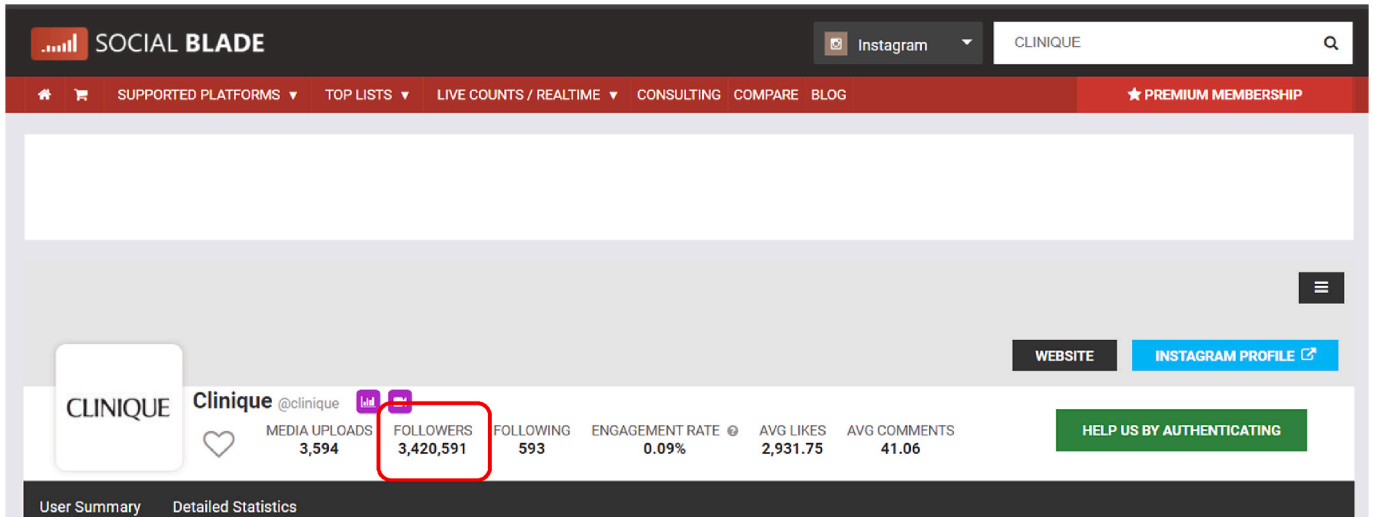 SOCIAL BLADE
Instagram
CLINIQUE
SUPPORTED PLATFORMS ▼ TOP LISTS ▼ LIVE COUNTS / REALTIME ▼ CONSULTING COMPARE BLOG
PREMIUM MEMBERSHIP
WEBSITE
INSTAGRAM PROFILE
CLINIQUE
Clinique @clinique
MEDIA UPLOADS FOLLOWERS FOLLOWING ENGAGEMENT RATE AVG LIKES AVG COMMENTS
3,594 3,420,591 593 0.09% 2,931.75 41.06
HELP US BY AUTHENTICATING
User Summary Detailed Statistics